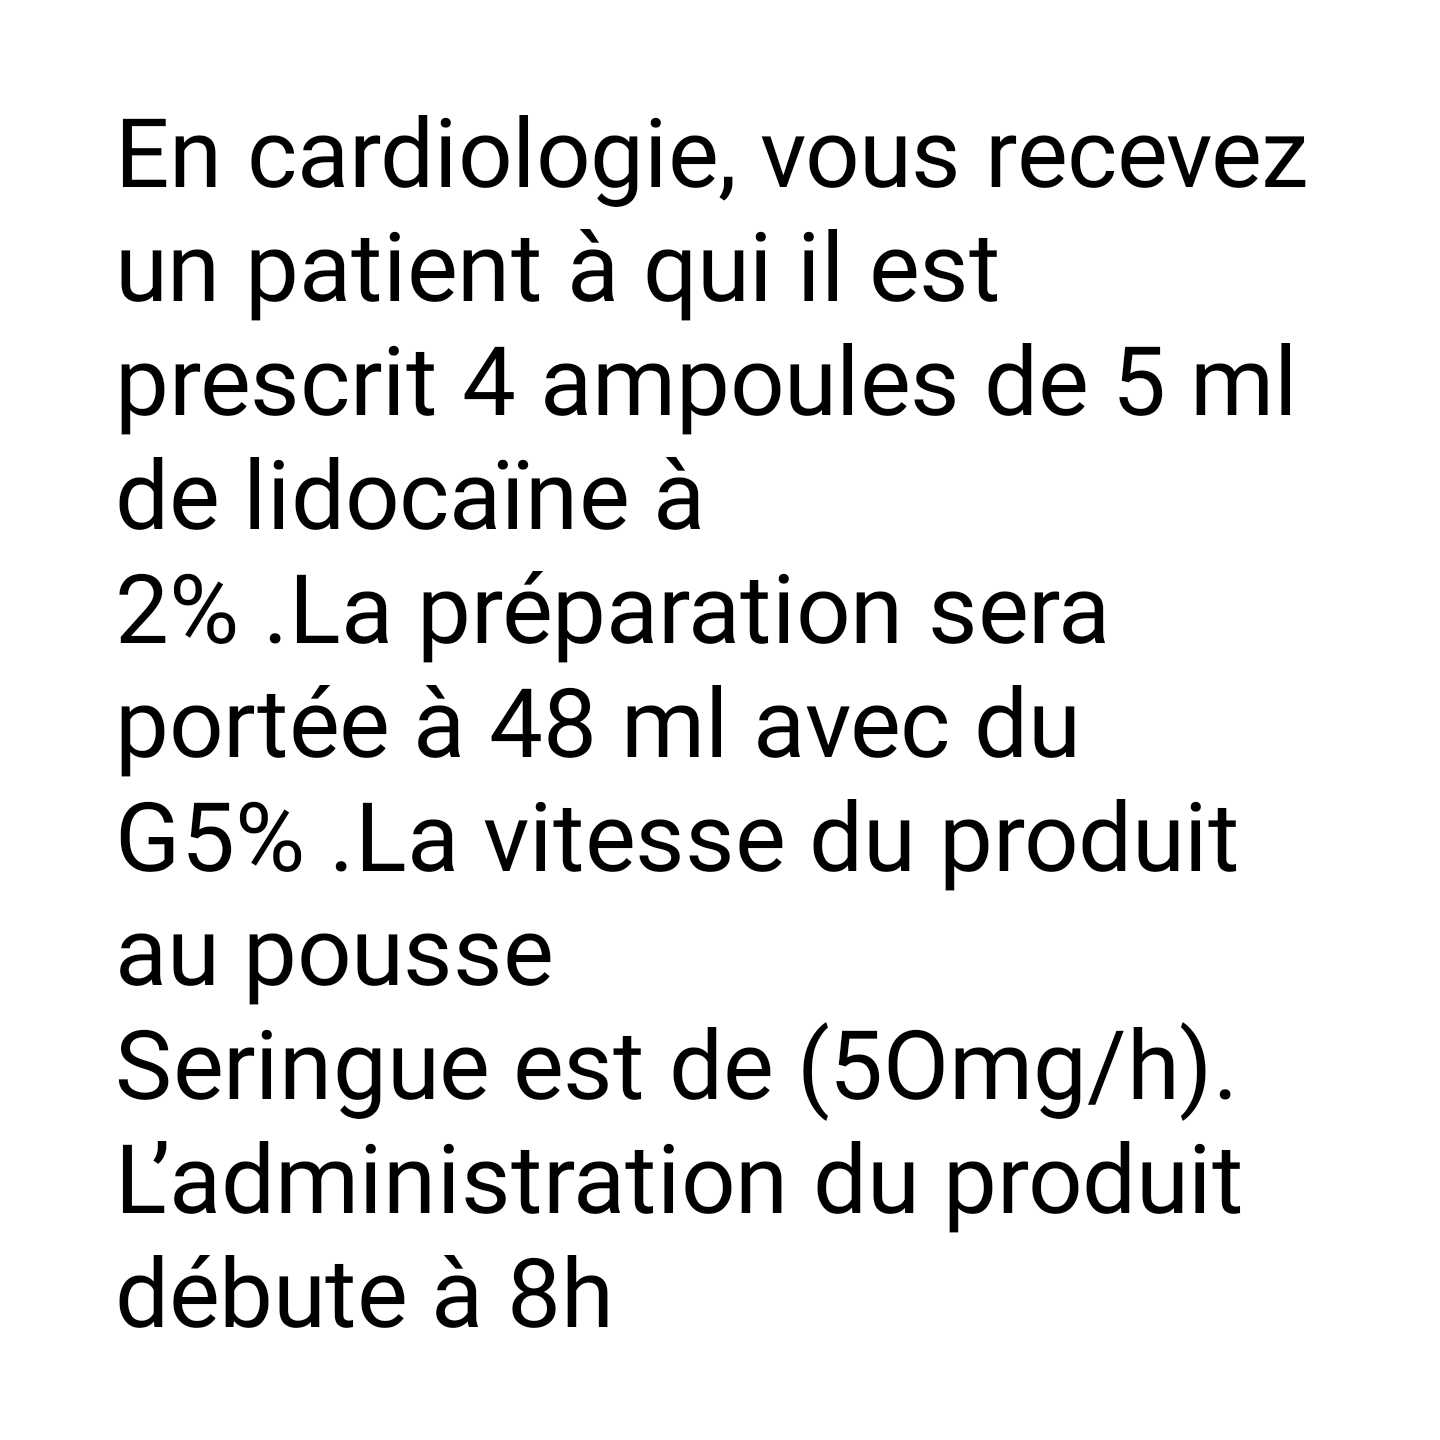 En cardiologie, vous recevez
un patient à qui il est
prescrit 4 ampoules de 5 ml
de lidocaïne à
2% .La préparation sera
portée à 48 ml avec du
G5% .La vitesse du produit
au pousse
Seringue est de (5Omg/h).
L’administration du produit
débute à 8h